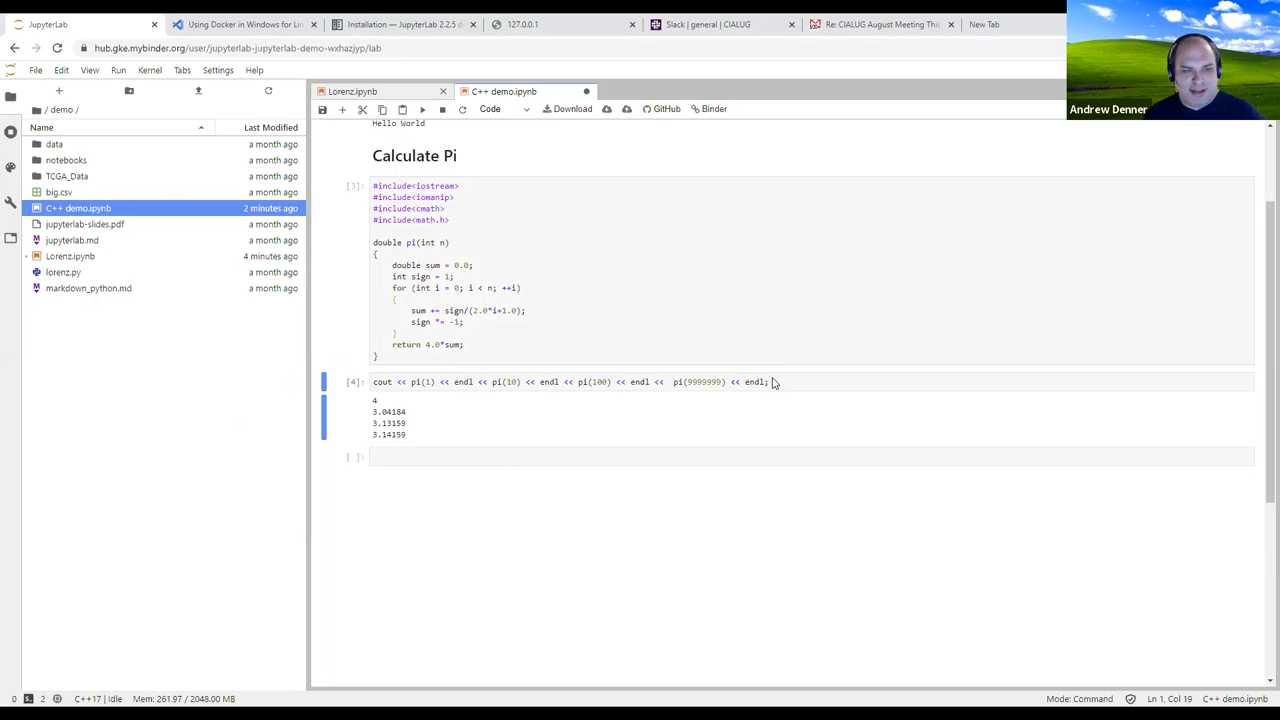 JupyterLab
Using Docker in Windows for Lin
Installation — JupyterLab 2.2.5 d
127.0.0.1
Slack | general | CIALUG
Re: CIALUG August Meeting Thi
New Tab
hub.gke.mybinder.org/user/jupyterlab-jupyterlab-demo-wxhazjyp/lab
Andrew Denner
File Edit View Run Kernel Tabs Settings Help
/ demo /
Name Last Modified
data a month ago
notebooks a month ago
TCGA_Data a month ago
big.csv a month ago
C++ demo.ipynb 2 minutes ago
jupyterlab-slides.pdf a month ago
jupyterlab.md a month ago
Lorenz.ipynb 4 minutes ago
lorenz.py a month ago
markdown_python.md a month ago
Lorenz.ipynb
C++ demo.ipynb
Code Download GitHub Binder
Hello World
Calculate Pi
[3]:
#include<iostream>
#include<iomanip>
#include<cmath>
#include<math.h>
double pi(int n)
{
double sum = 0.0;
int sign = 1;
for (int i = 0; i < n; ++i)
{
sum += sign/(2.0*i+1.0);
sign *= -1;
}
return 4.0*sum;
}
[4]: cout << pi(1) << endl << pi(10) << endl << pi(100) << endl << pi(9999999) << endl;
4
3.04184
3.13159
3.14159
[ ]:
0 2 C++17 | Idle Mem: 261.97 / 2048.00 MB
Mode: Command Ln 1, Col 19 C++ demo.ipynb